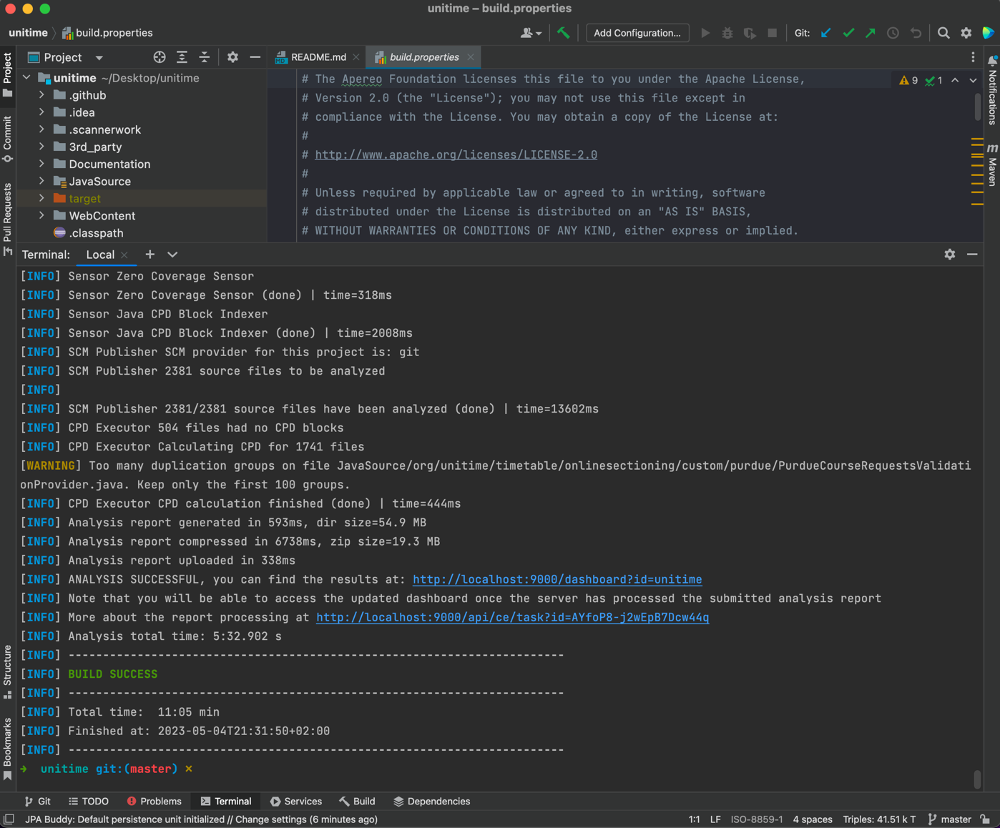 unitime – build.properties
unitime
build.properties
Add Configuration...
Git:
Project
README.md
build.properties
unitime ~/Desktop/unitime
.github
.idea
.scannerwork
3rd_party
Documentation
JavaSource
target
WebContent
.classpath
# The Apereo Foundation licenses this file to you under the Apache License,
# Version 2.0 (the "License"); you may not use this file except in
# compliance with the License. You may obtain a copy of the License at:
#
# http://www.apache.org/licenses/LICENSE-2.0
#
# Unless required by applicable law or agreed to in writing, software
# distributed under the License is distributed on an "AS IS" BASIS,
# WITHOUT WARRANTIES OR CONDITIONS OF ANY KIND, either express or implied.
9 1
Project
Commit
Pull Requests
Structure
Bookmarks
Notifications
Maven
Terminal: Local
[INFO] Sensor Zero Coverage Sensor
[INFO] Sensor Zero Coverage Sensor (done) | time=318ms
[INFO] Sensor Java CPD Block Indexer
[INFO] Sensor Java CPD Block Indexer (done) | time=2008ms
[INFO] SCM Publisher SCM provider for this project is: git
[INFO] SCM Publisher 2381 source files to be analyzed
[INFO]
[INFO] SCM Publisher 2381/2381 source files have been analyzed (done) | time=13602ms
[INFO] CPD Executor 504 files had no CPD blocks
[INFO] CPD Executor Calculating CPD for 1741 files
[WARNING] Too many duplication groups on file JavaSource/org/unitime/timetable/onlinesectioning/custom/purdue/PurdueCourseRequestsValidati
onProvider.java. Keep only the first 100 groups.
[INFO] CPD Executor CPD calculation finished (done) | time=444ms
[INFO] Analysis report generated in 593ms, dir size=54.9 MB
[INFO] Analysis report compressed in 6738ms, zip size=19.3 MB
[INFO] Analysis report uploaded in 338ms
[INFO] ANALYSIS SUCCESSFUL, you can find the results at: http://localhost:9000/dashboard?id=unitime
[INFO] Note that you will be able to access the updated dashboard once the server has processed the submitted analysis report
[INFO] More about the report processing at http://localhost:9000/api/ce/task?id=AYfoP8-j2wEpB7Dcw44q
[INFO] Analysis total time: 5:32.902 s
[INFO] ------------------------------------------------------------------------
[INFO] BUILD SUCCESS
[INFO] ------------------------------------------------------------------------
[INFO] Total time:  11:05 min
[INFO] Finished at: 2023-05-04T21:31:50+02:00
[INFO] ------------------------------------------------------------------------
➜  unitime git:(master) ✗
Git TODO Problems Terminal Services Build Dependencies
JPA Buddy: Default persistence unit initialized // Change settings (6 minutes ago) 1:1 LF ISO-8859-1 4 spaces Triples: 41.51 k T master